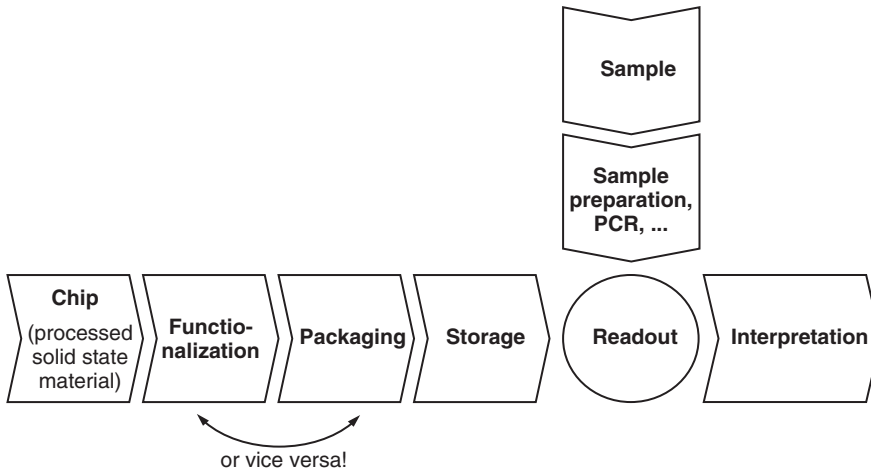 Sample
Sample
preparation,
PCR, ...
Chip
(processed
solid state
material)
Functio-
nalization
Packaging
Storage
Readout
Interpretation
or vice versa!